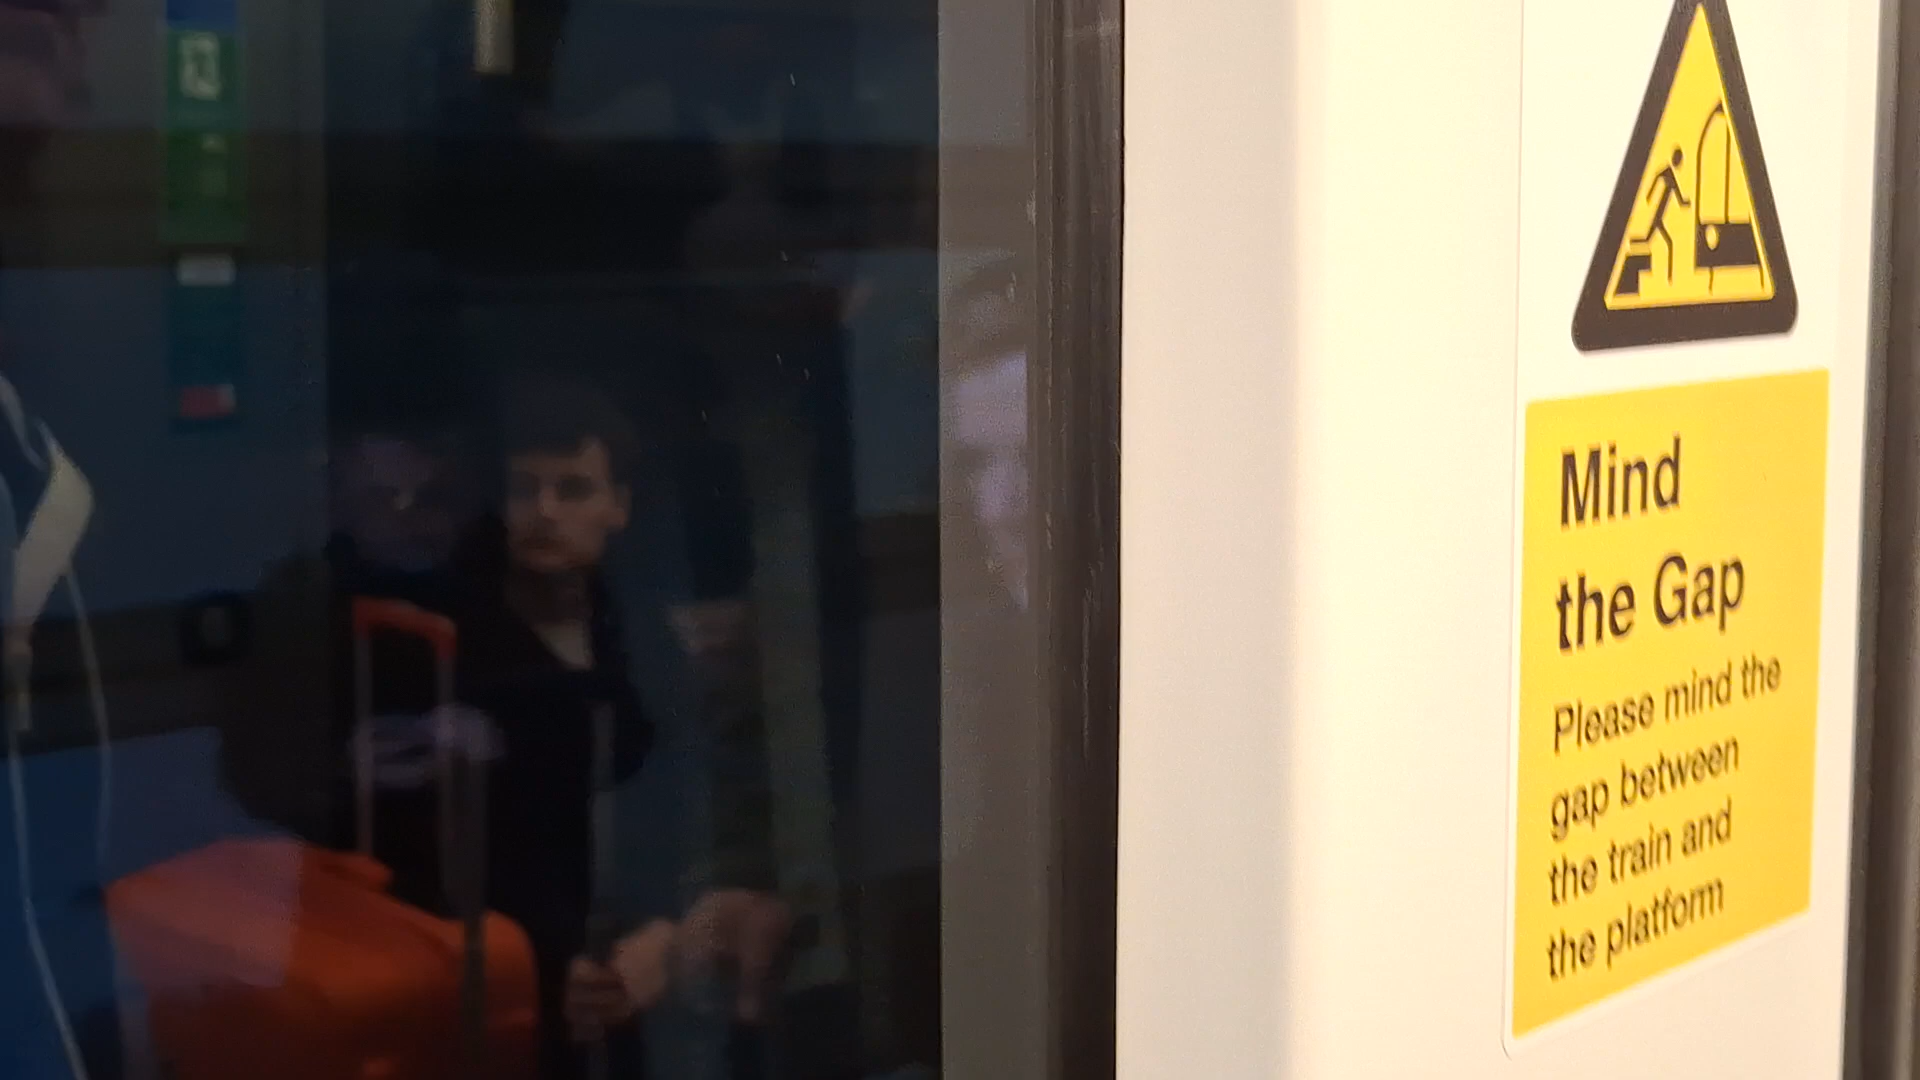 Mind
the Gap
Please mind the
gap between
the train and
the platform